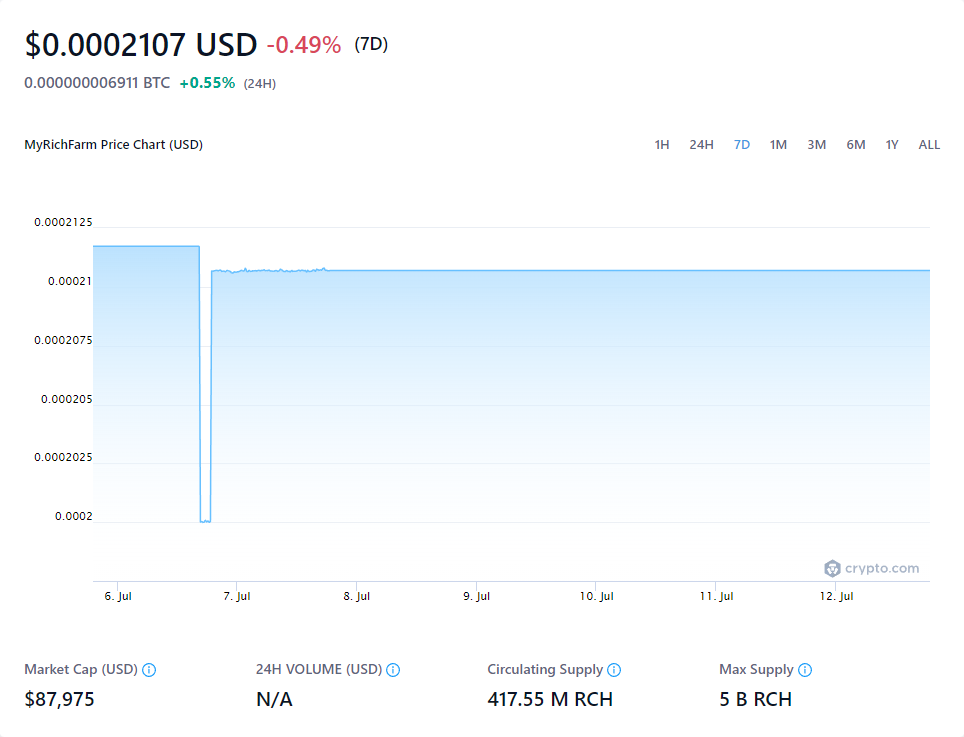 $0.0002107 USD -0.49% (7D)
0.000000006911 BTC +0.55% (24H)
MyRichFarm Price Chart (USD) 1H 24H 7D 1M 3M 6M 1Y ALL
0.0002125
0.00021
0.0002075
0.000205
0.0002025
0.0002
crypto.com
6. Jul 7. Jul 8. Jul 9. Jul 10. Jul 11. Jul 12. Jul
Market Cap (USD) 24H VOLUME (USD) Circulating Supply Max Supply
$87,975 N/A 417.55 M RCH 5 B RCH